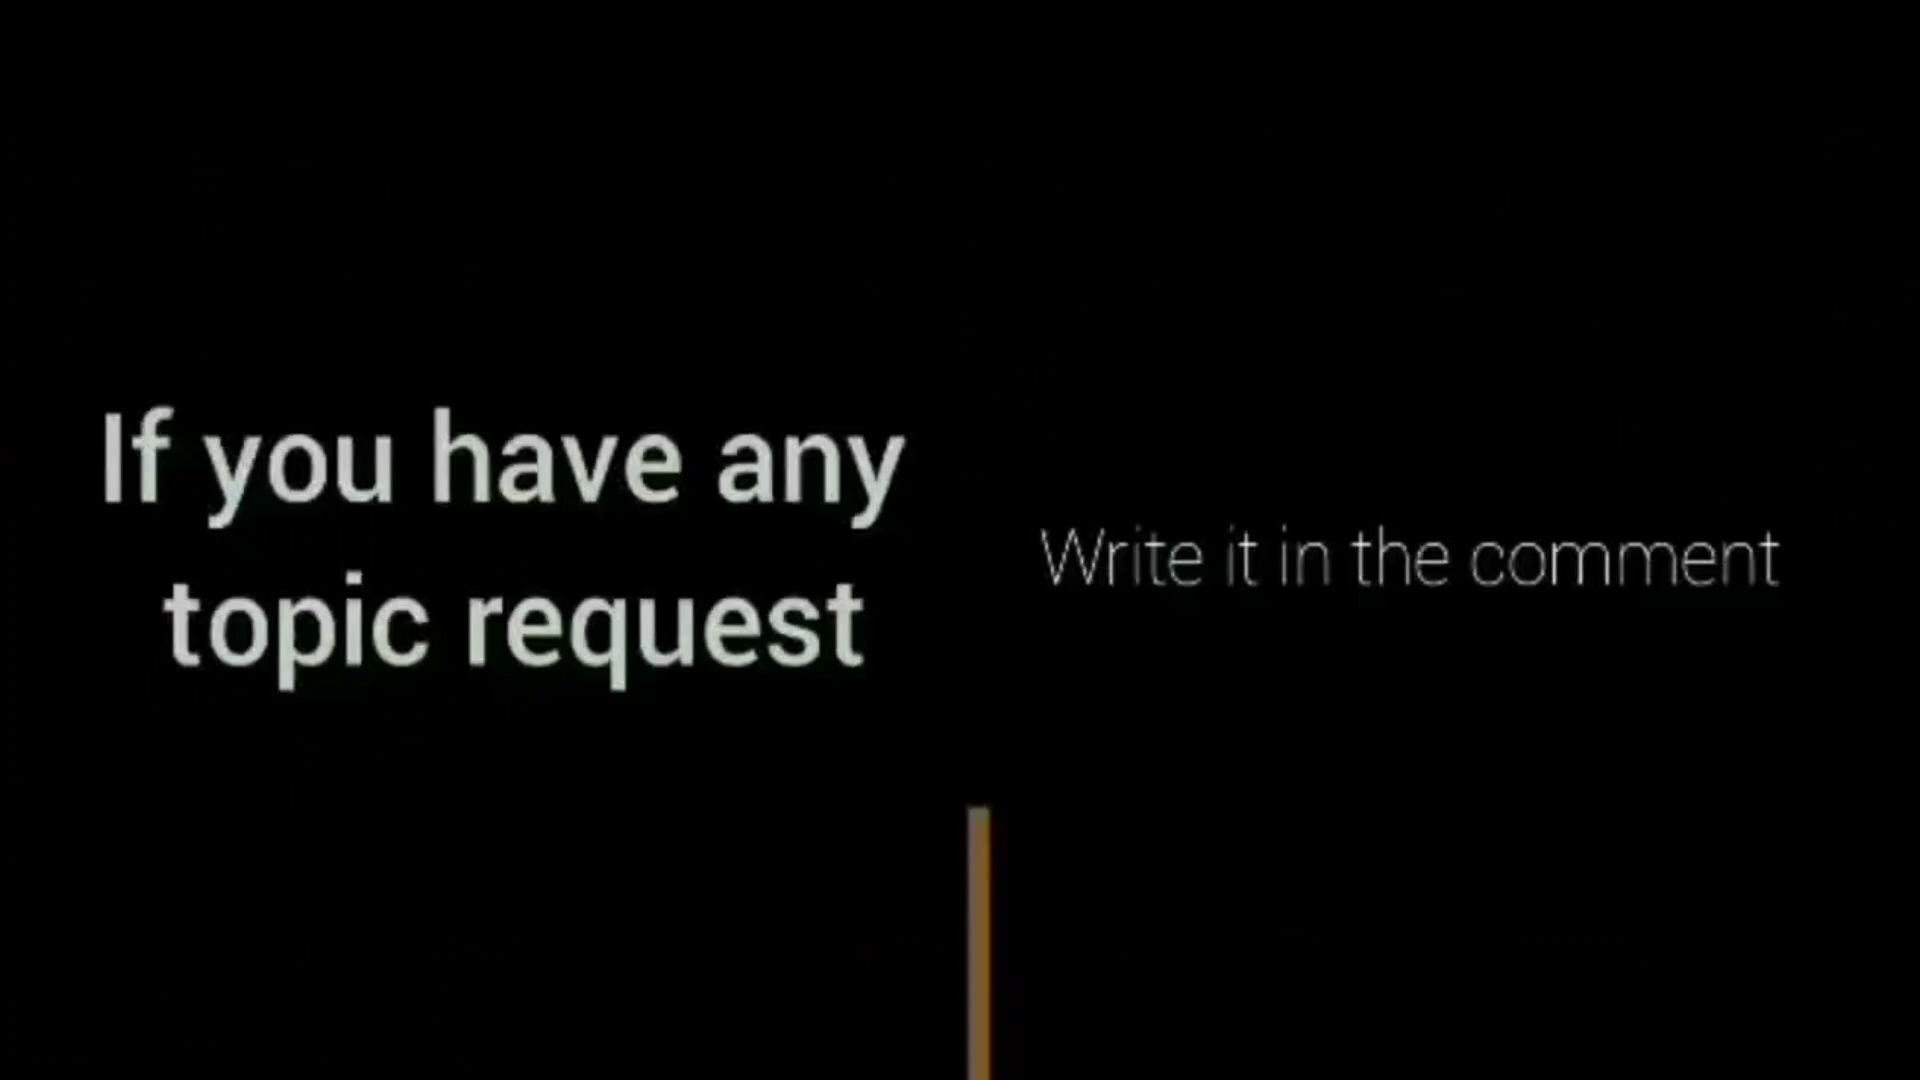 If you have any
topic request
Write it in the comment